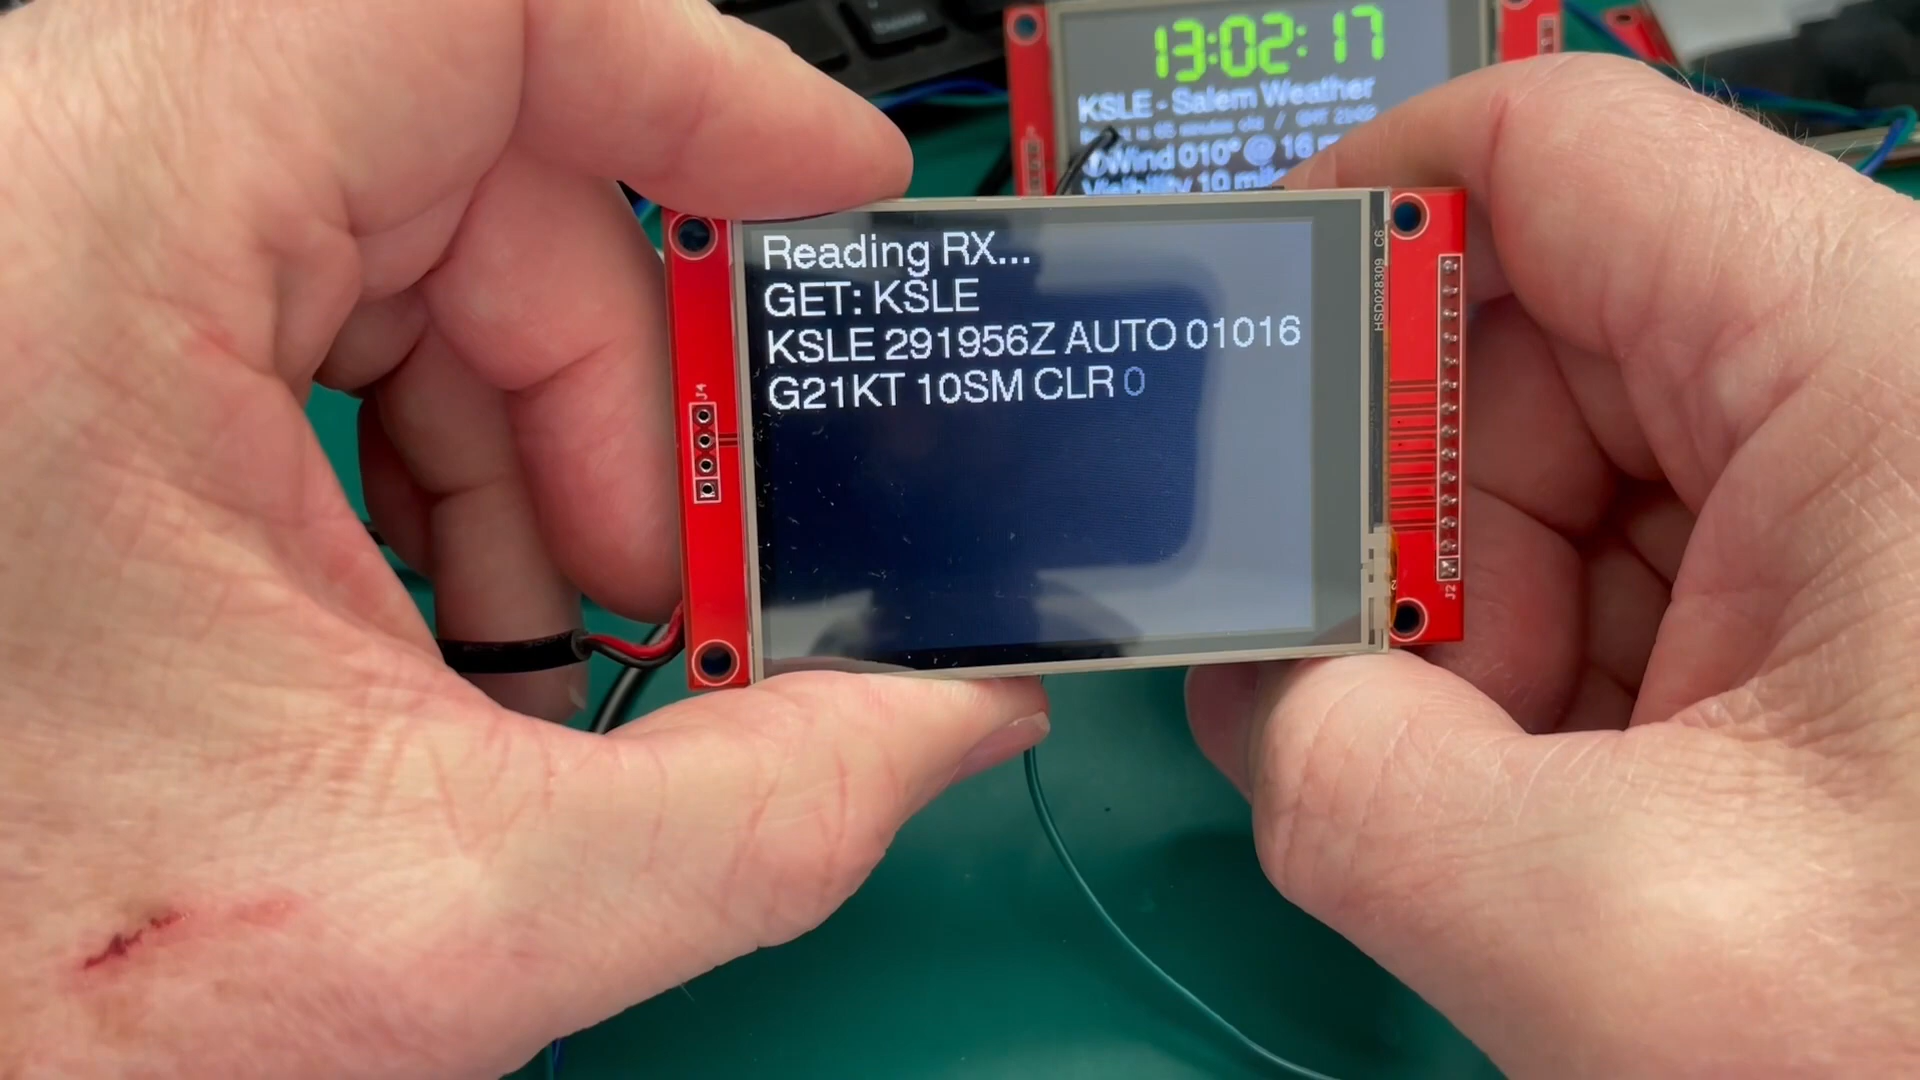 13:02:17
KSLE - Salem Weather
Wind 010° @ 16
Visibility 10
Reading RX...
GET: KSLE
KSLE 291956Z AUTO 01016
G21KT 10SM CLR 0
J4
HSD028309 C6
J2